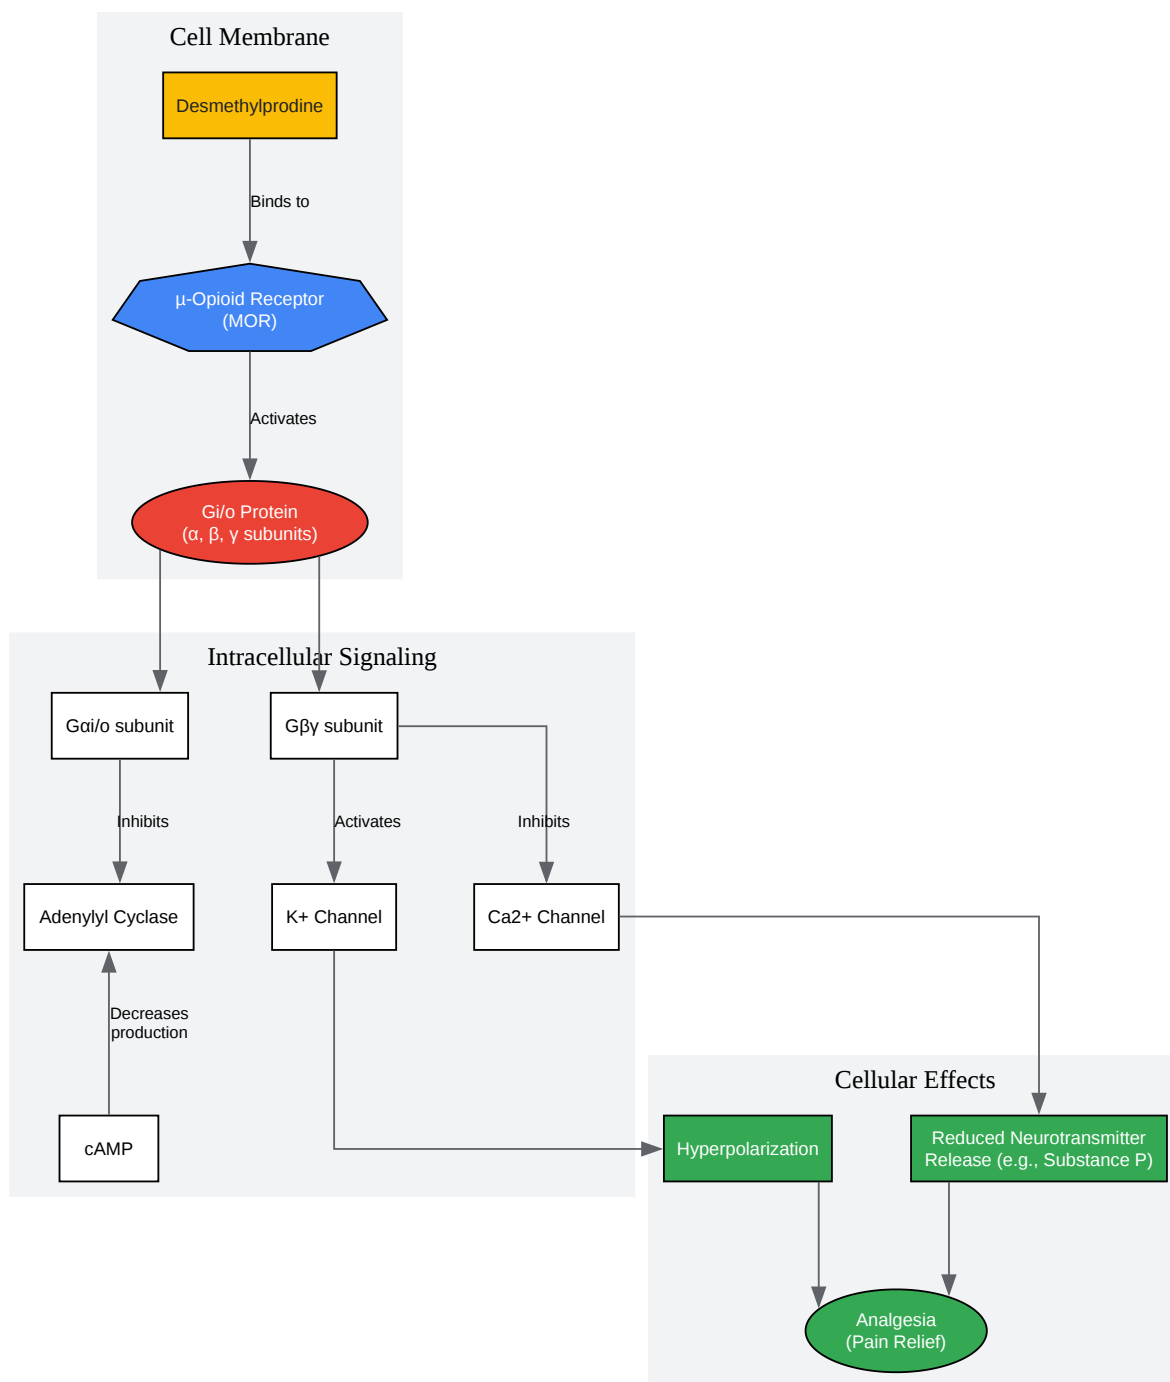 Cell Membrane
Desmethylprodine
Binds to
µ-Opioid Receptor
(MOR)
Activates
Gi/o Protein
(α, β, γ subunits)
Intracellular Signaling
Gαi/o subunit
Gβγ subunit
Inhibits
Activates
Inhibits
Adenylyl Cyclase
K+ Channel
Ca2+ Channel
Decreases
production
cAMP
Cellular Effects
Hyperpolarization
Reduced Neurotransmitter
Release (e.g., Substance P)
Analgesia
(Pain Relief)